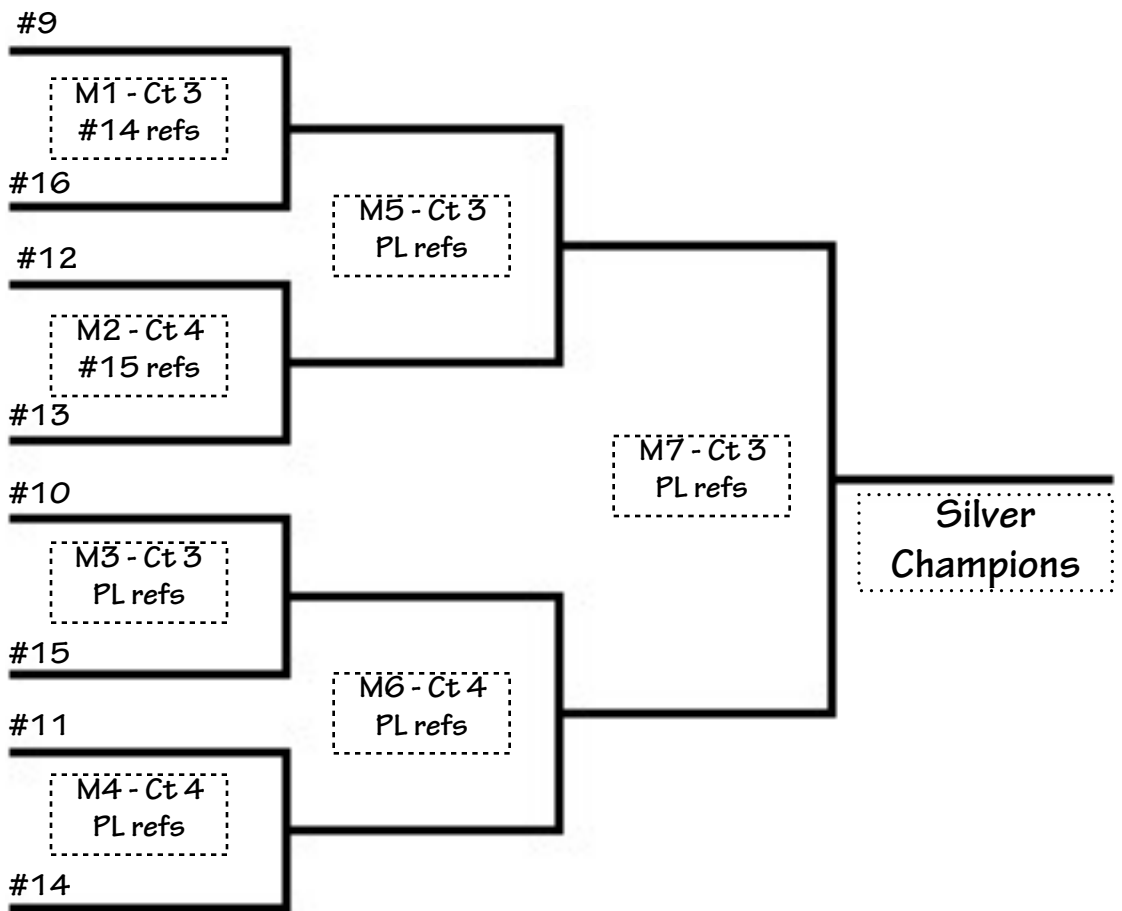 #9
M1 - Ct 3
#14 refs
#16
M5 - Ct 3
PL refs
#12
M2 - Ct 4
#15 refs
#13
M7 - Ct 3
PL refs
#10
Silver
Champions
M3 - Ct 3
PL refs
#15
M6 - Ct 4
PL refs
#11
M4 - Ct 4
PL refs
#14